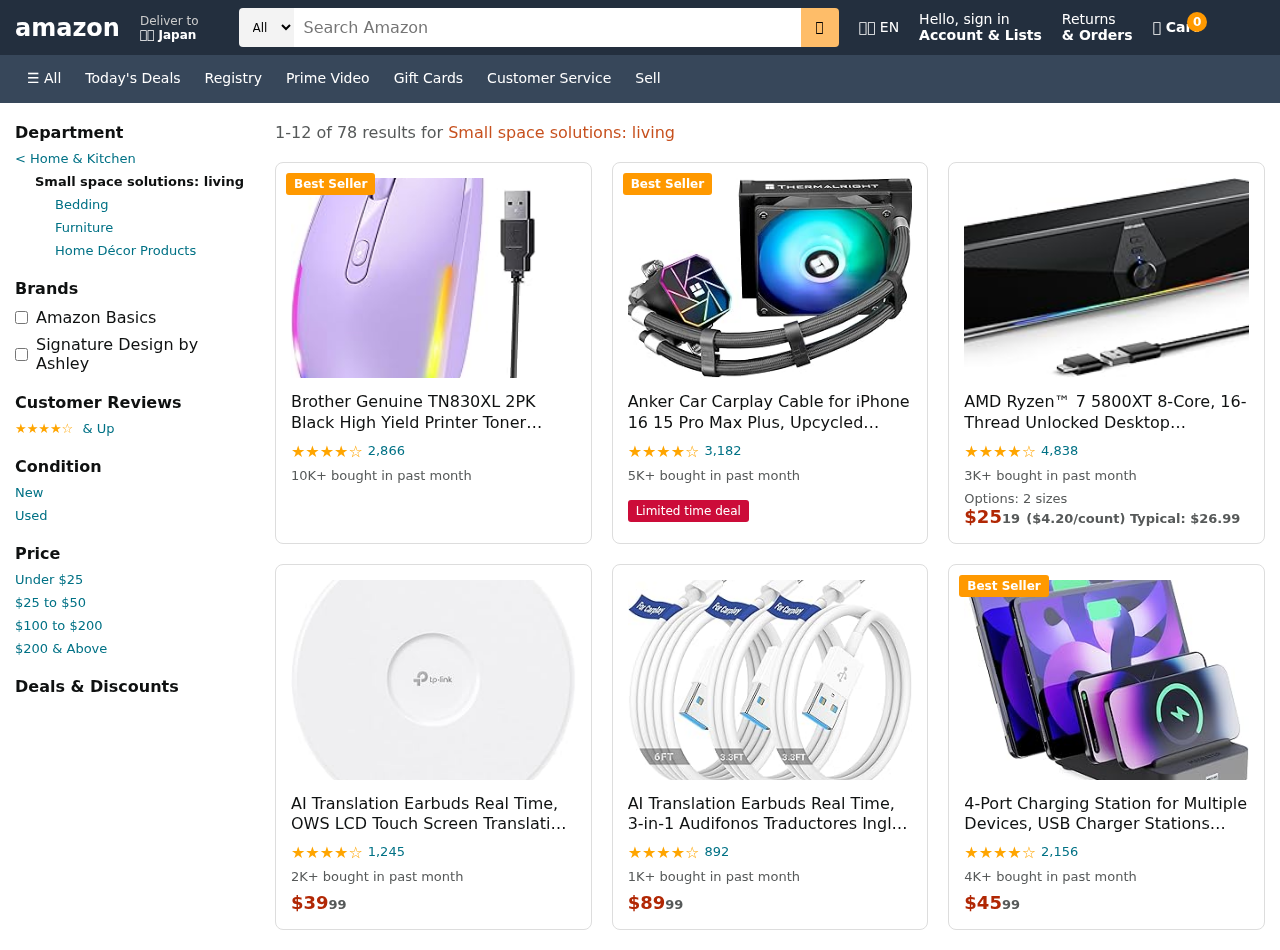 amazon
Deliver to
Japan
All
Search Amazon
EN
Hello, sign in
Account & Lists
Returns
& Orders
0
☰ All
Today's Deals
Registry
Prime Video
Gift Cards
Customer Service
Sell
Department
< Home & Kitchen
Small space solutions: living
Bedding
Furniture
Home Décor Products
Brands
Amazon Basics
Signature Design by
Ashley
Customer Reviews
★★★★☆ & Up
Condition
New
Used
Price
Under $25
$25 to $50
$100 to $200
$200 & Above
Deals & Discounts
1-12 of 78 results for Small space solutions: living
Best Seller
Brother Genuine TN830XL 2PK
Black High Yield Printer Toner…
★★★★☆ 2,866
10K+ bought in past month
Best Seller
THERMALRIGHT
Anker Car Carplay Cable for iPhone
16 15 Pro Max Plus, Upcycled…
★★★★☆ 3,182
5K+ bought in past month
Limited time deal
AMD Ryzen™ 7 5800XT 8-Core, 16-
Thread Unlocked Desktop…
★★★★☆ 4,838
3K+ bought in past month
Options: 2 sizes
$25 19 ($4.20/count) Typical: $26.99
tp-link
AI Translation Earbuds Real Time,
OWS LCD Touch Screen Translati…
★★★★☆ 1,245
2K+ bought in past month
$39 99
For Carplay
For Carplay
For Carplay
6FT
3.3FT
3.3FT
AI Translation Earbuds Real Time,
3-in-1 Audifonos Traductores Ingl…
★★★★☆ 892
1K+ bought in past month
$89 99
Best Seller
4-Port Charging Station for Multiple
Devices, USB Charger Stations…
★★★★☆ 2,156
4K+ bought in past month
$45 99